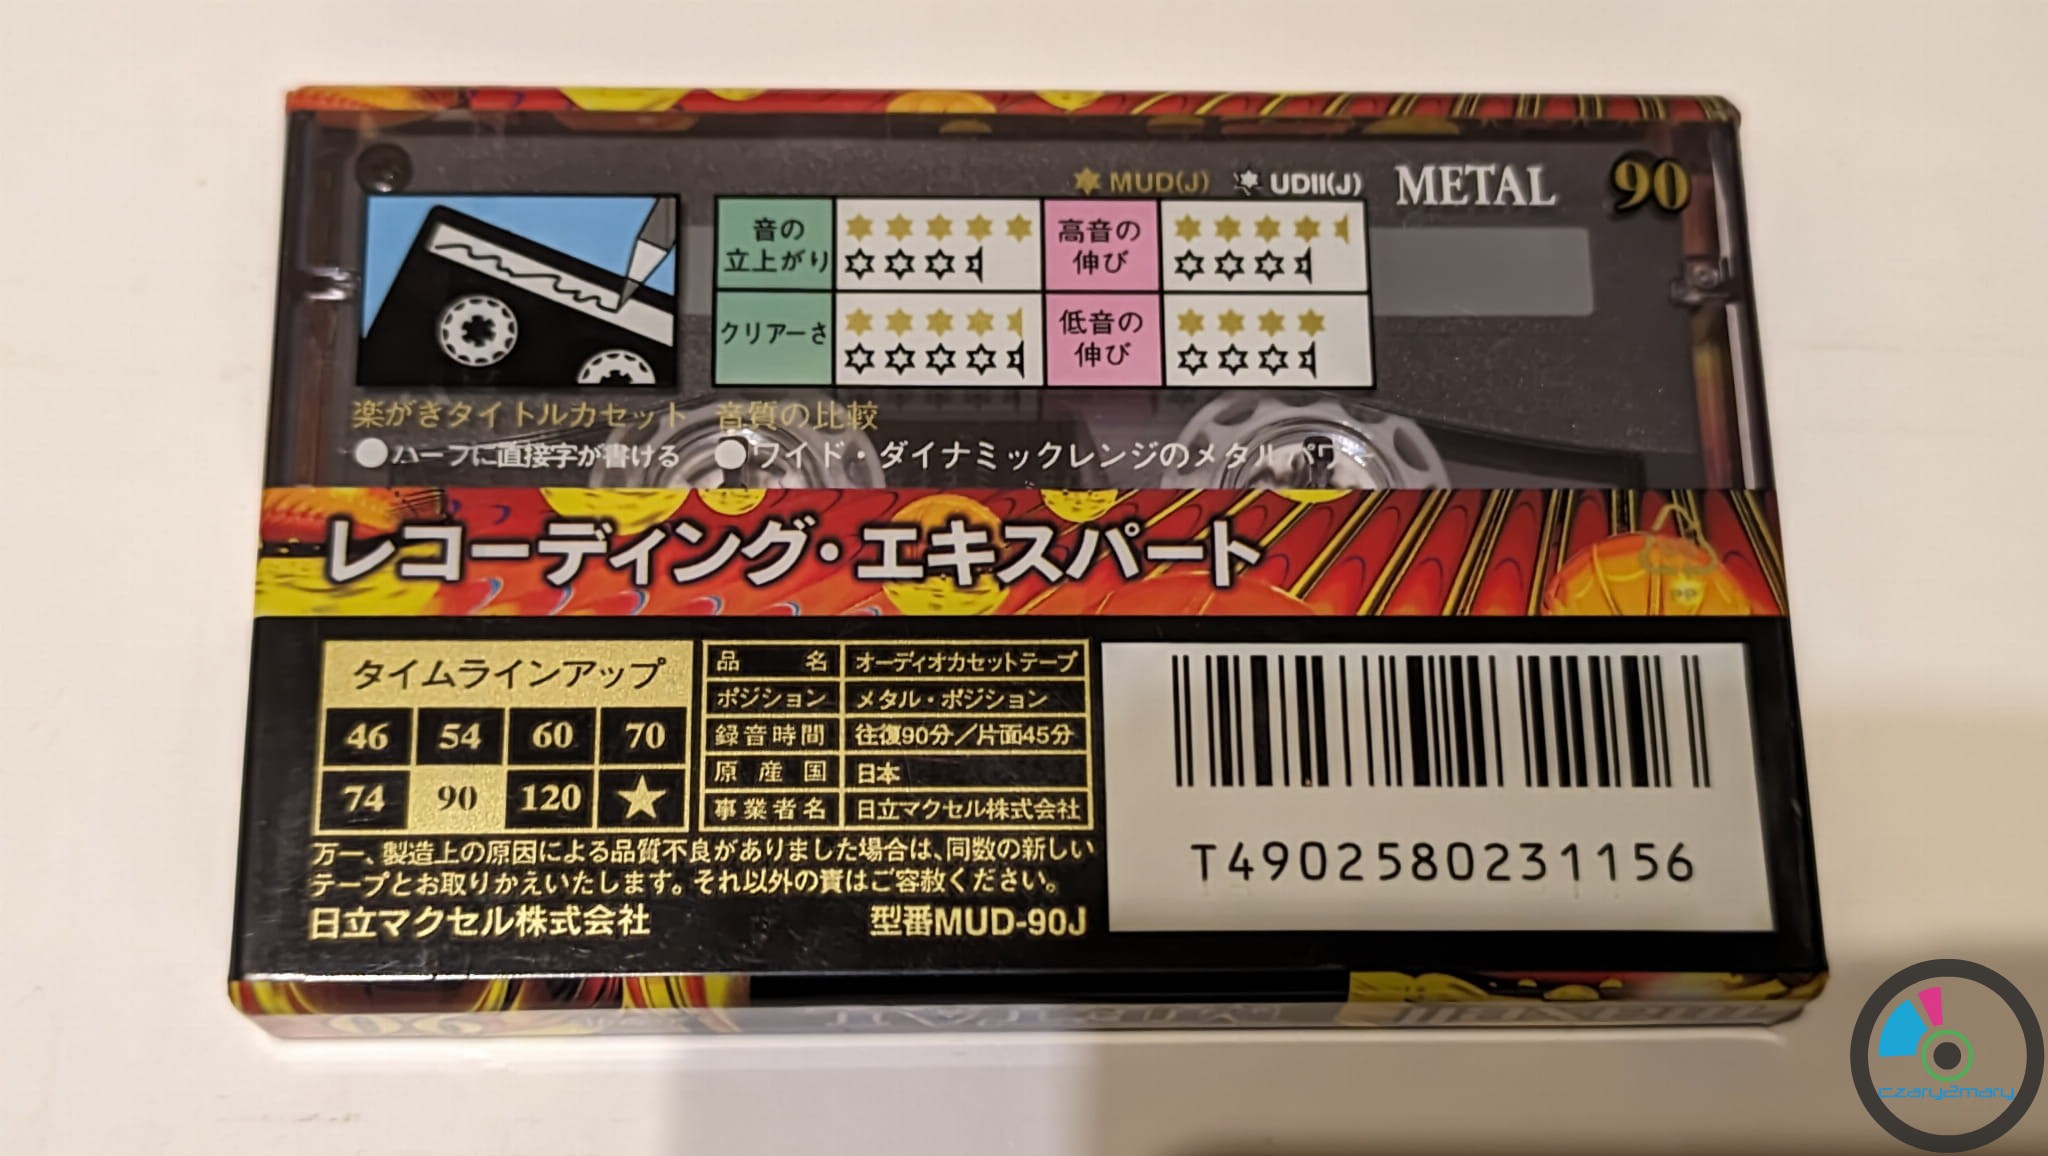 MUD(J) UDII(J) METAL 90
音の
立上がり
高音の
伸び
クリアーさ
低音の
伸び
楽がきタイトルカセット
●ハーフに直接字が書ける
音質の比較
●ワイド・ダイナミックレンジのメタルパワー
レコーディング・エキスパート
PP
タイムラインアップ
46 54 60 70
74 90 120 ★
品名 オーディオカセットテープ
ポジション メタル・ポジション
録音時間 往復90分/片面45分
原産国 日本
事業者名 日立マクセル株式会社
万一、製造上の原因による品質不良がありました場合は、同数の新しい
テープとお取りかえいたします。それ以外の責はご容赦ください。
日立マクセル株式会社 型番MUD-90J
T4902580231156
90
czary2mary